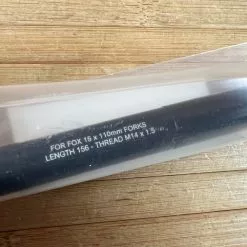 FOR FOX 15 x 110mm FORKS
LENGTH 156 - THREAD M14 x 1.5